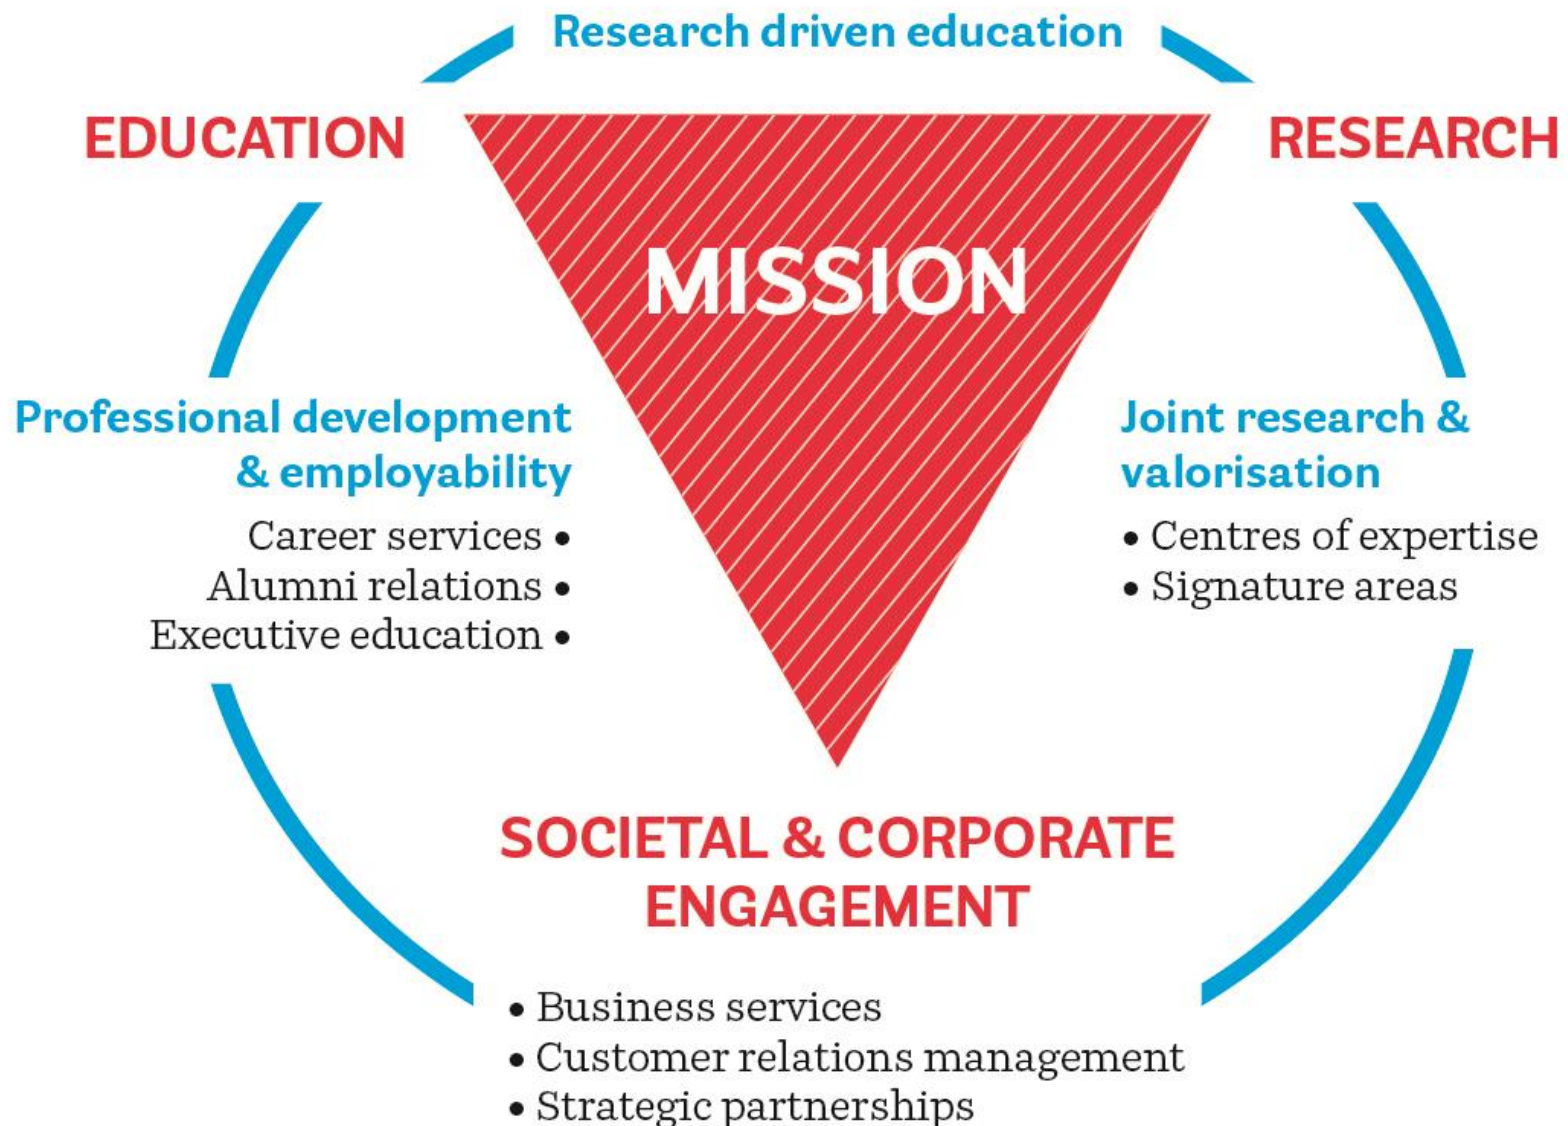 Research driven education
EDUCATION
RESEARCH
MISSION
Professional development
& employability
Career services •
Alumni relations •
Executive education •
Joint research &
valorisation
• Centres of expertise
• Signature areas
SOCIETAL & CORPORATE
ENGAGEMENT
• Business services
• Customer relations management
• Strategic partnerships